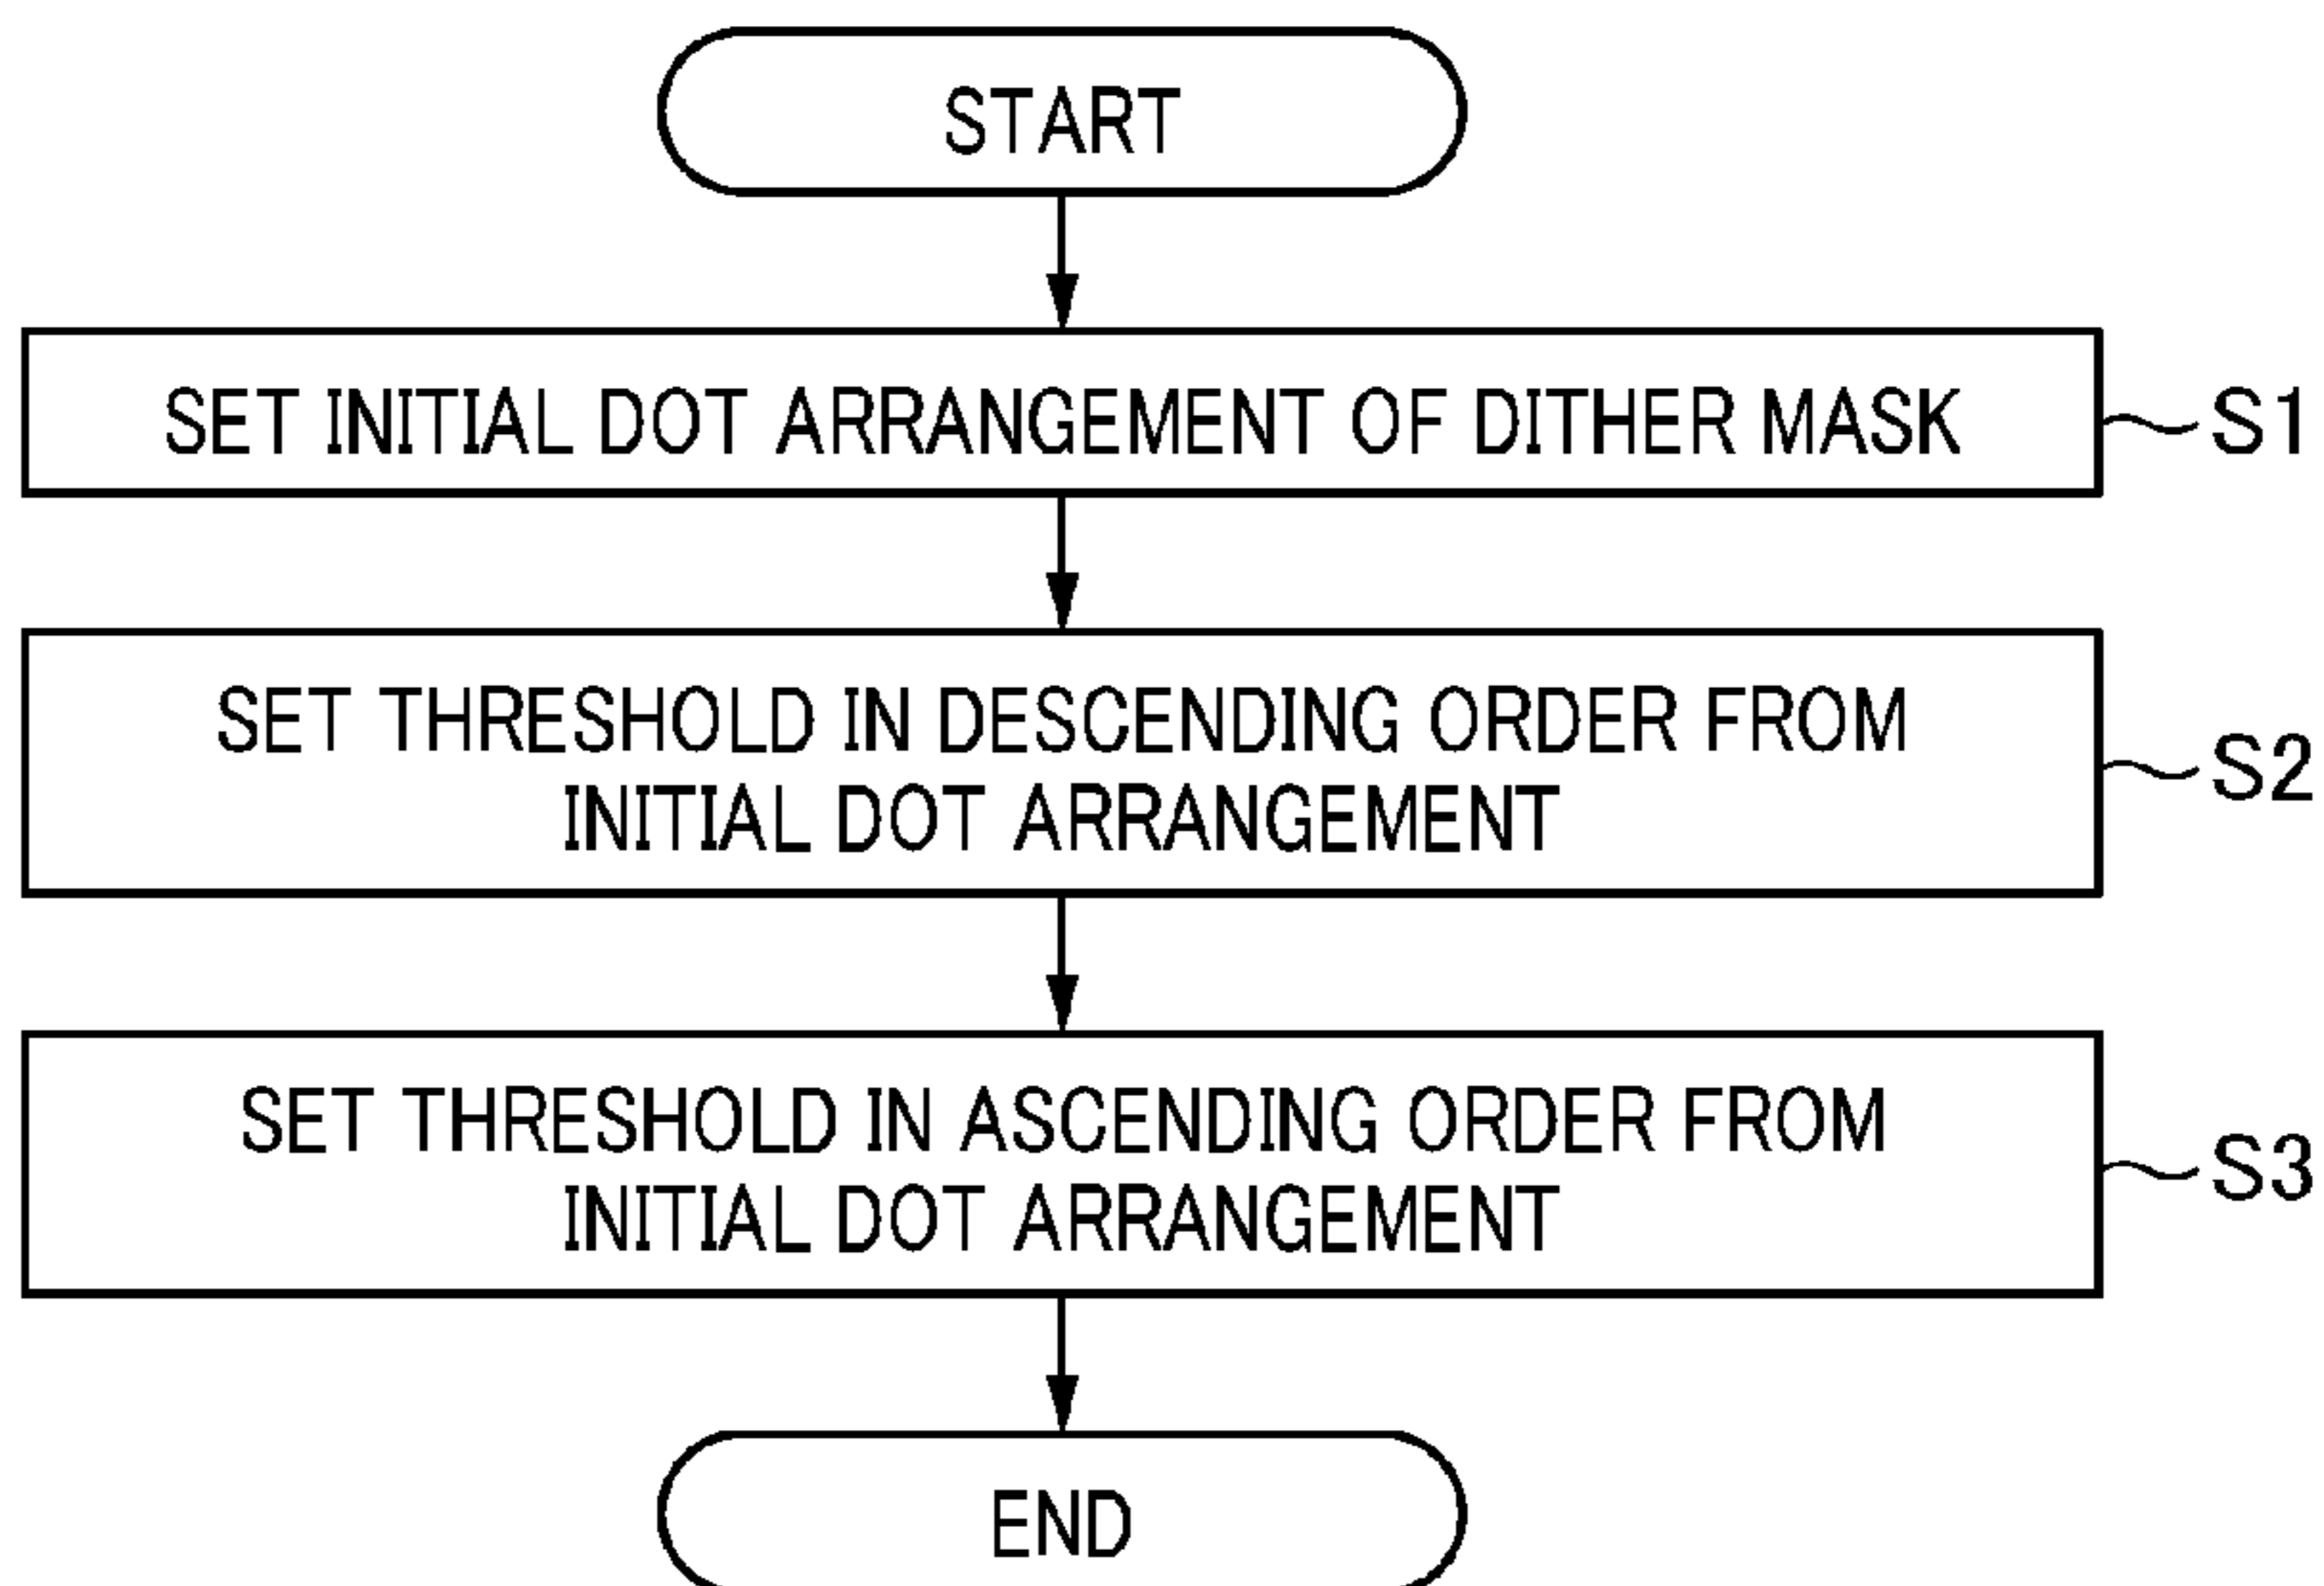 START
SET INITIAL DOT ARRANGEMENT OF DITHER MASK
S1
SET THRESHOLD IN DESCENDING ORDER FROM
INITIAL DOT ARRANGEMENT
S2
SET THRESHOLD IN ASCENDING ORDER FROM
INITIAL DOT ARRANGEMENT
S3
END